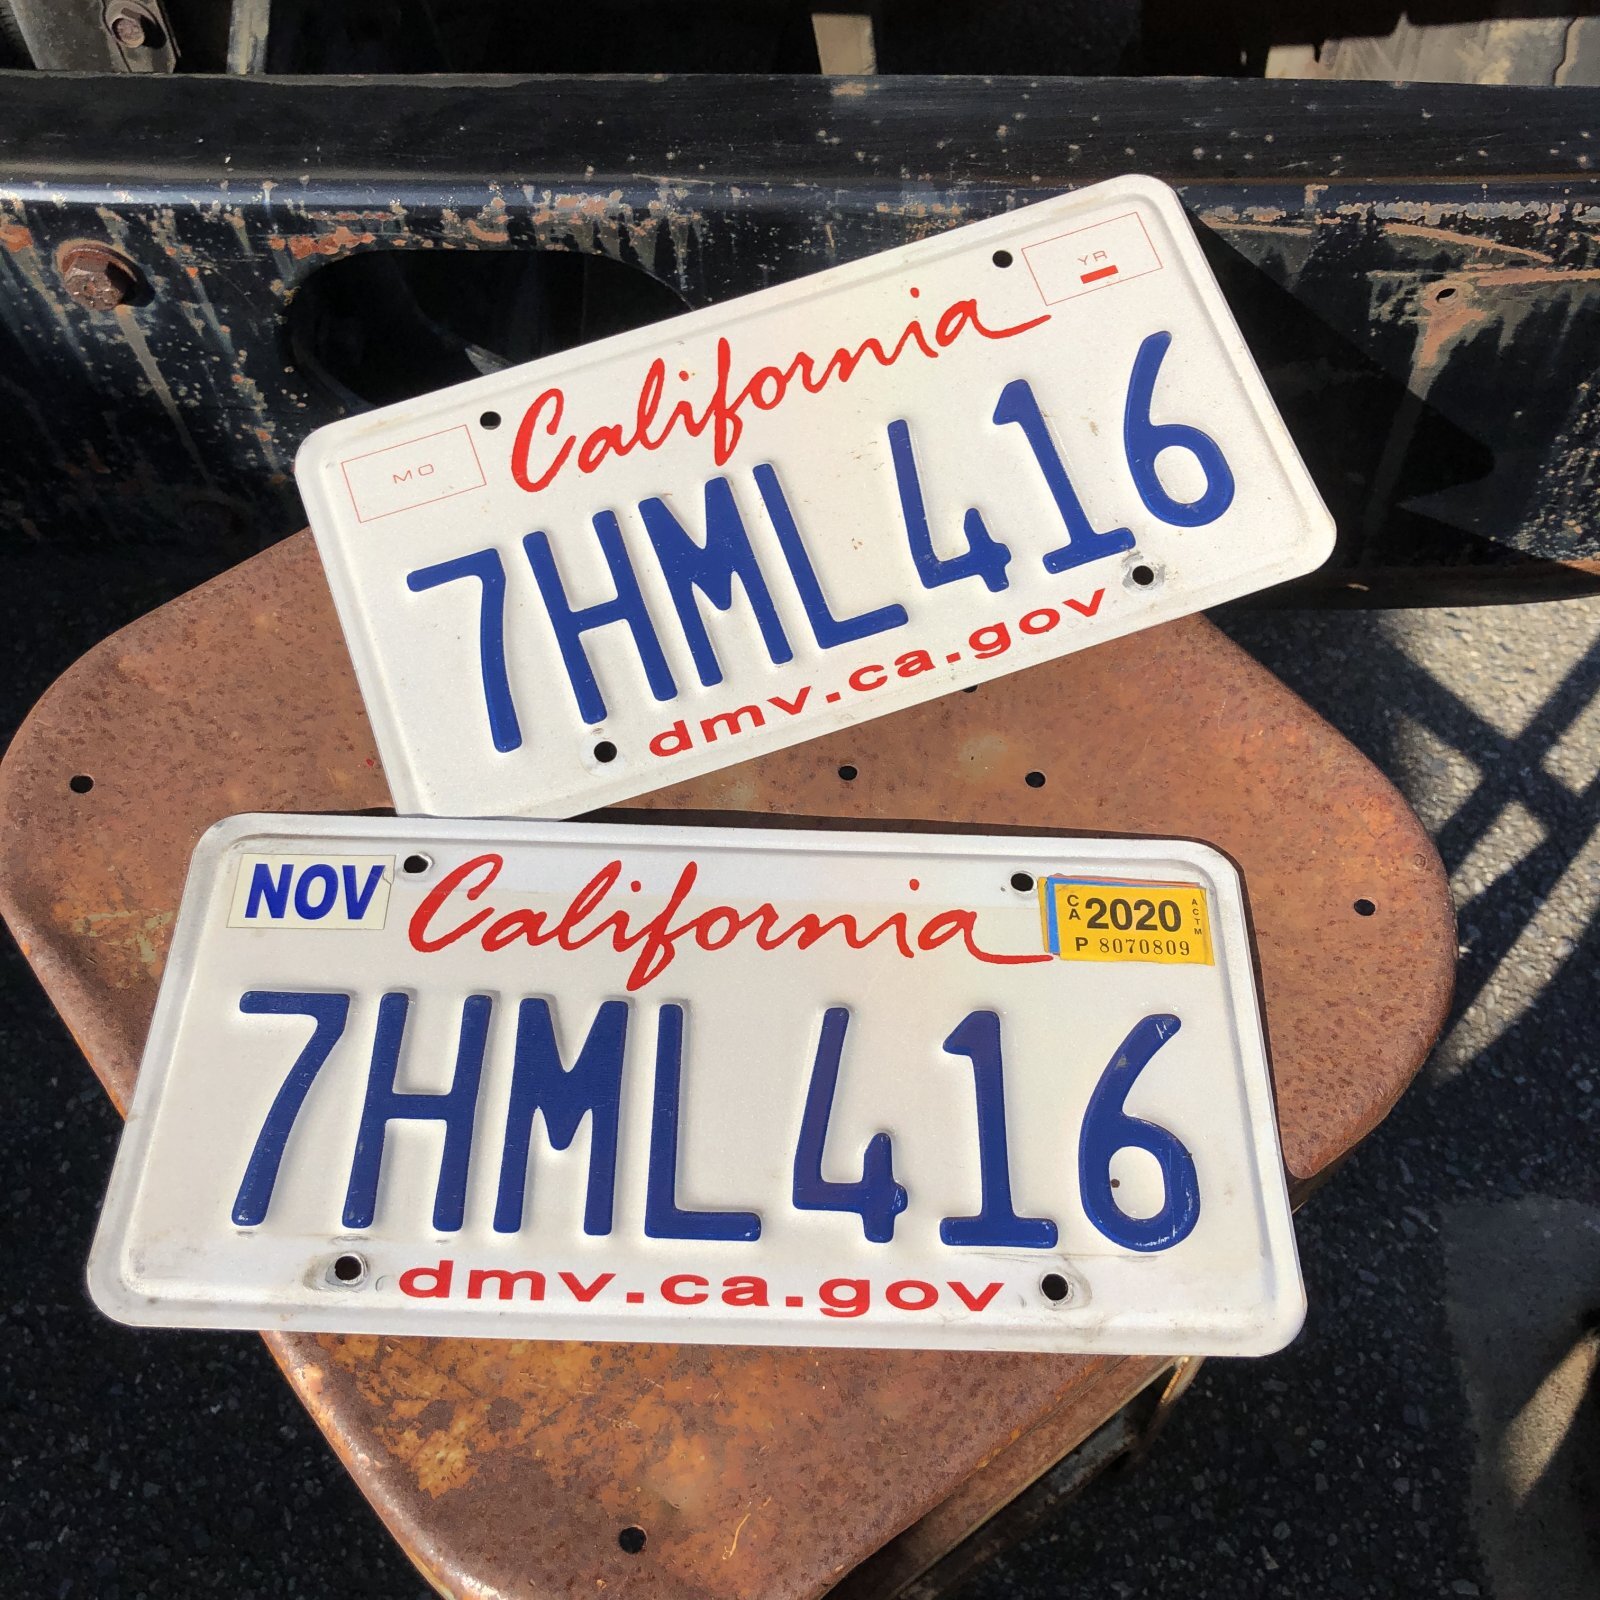 MO
California
YR
7HML416
dmv.ca.gov
NOV
California
CA 2020 ACTM
P 8070809
7HML416
dmv.ca.gov